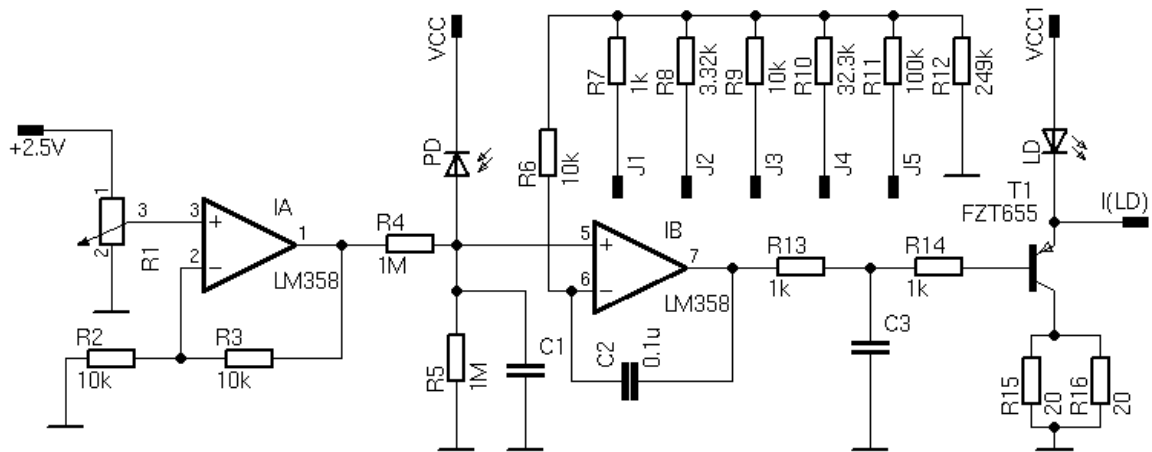 +2.5V
1
3
2
R1
3
2
+
−
IA
1
LM358
R2
10k
R3
10k
R4
1M
VCC
PD
R5
1M
C1
R6
10k
R7
1k
R8
3.32k
R9
10k
R10
32.3k
R11
100k
R12
249k
J1
J2
J3
J4
J5
5
6
+
−
IB
7
LM358
C2
0.1u
R13
1k
C3
R14
1k
VCC1
LD
T1
FZT655
I(LD)
R15
20
R16
20